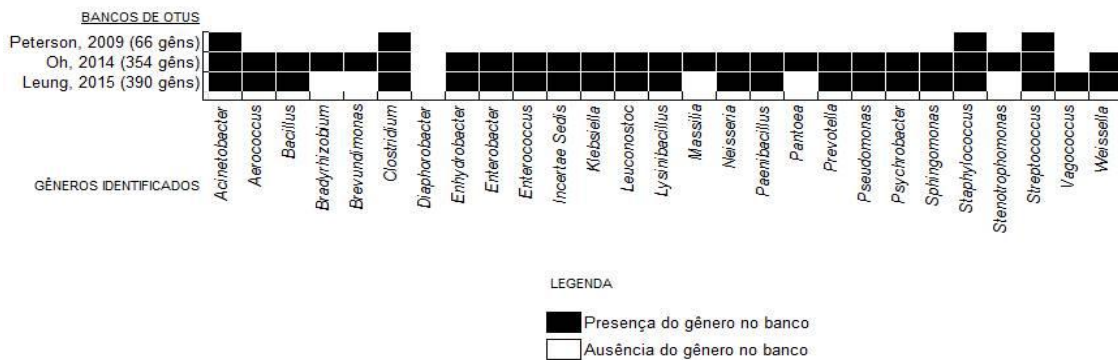 BANCOS DE OTUS
Peterson, 2009 (66 gêns)
Oh, 2014 (354 gêns)
Leung, 2015 (390 gêns)
GÊNEROS IDENTIFICADOS
Acinetobacter
Aerococcus
Bacillus
Bradyrhizobium
Brevundimonas
Clostridium
Diaphorobacter
Enhydrobacter
Enterobacter
Enterococcus
Incertae Sedis
Klebsiella
Leuconostoc
Lysinibacillus
Massilia
Neisseria
Paenibacillus
Pantoea
Prevotella
Pseudomonas
Psychrobacter
Sphingomonas
Staphylococcus
Stenotrophomonas
Streptococcus
Vagococcus
Weissella
LEGENDA
Presença do gênero no banco
Ausência do gênero no banco